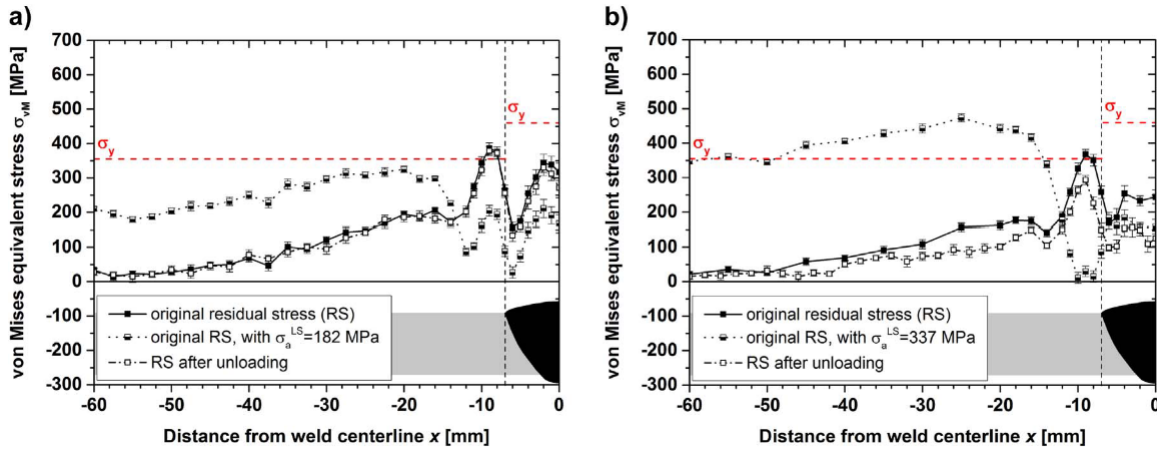 a)
von Mises equivalent stress σvM [MPa]
700
600
500
400
300
200
100
0
-100
-200
-300
σy
σy
original residual stress (RS)
original RS, with σaLS=182 MPa
RS after unloading
-60 -50 -40 -30 -20 -10 0
Distance from weld centerline x [mm]
b)
von Mises equivalent stress σvM [MPa]
700
600
500
400
300
200
100
0
-100
-200
-300
σy
σy
original residual stress (RS)
original RS, with σaLS=337 MPa
RS after unloading
-60 -50 -40 -30 -20 -10 0
Distance from weld centerline x [mm]